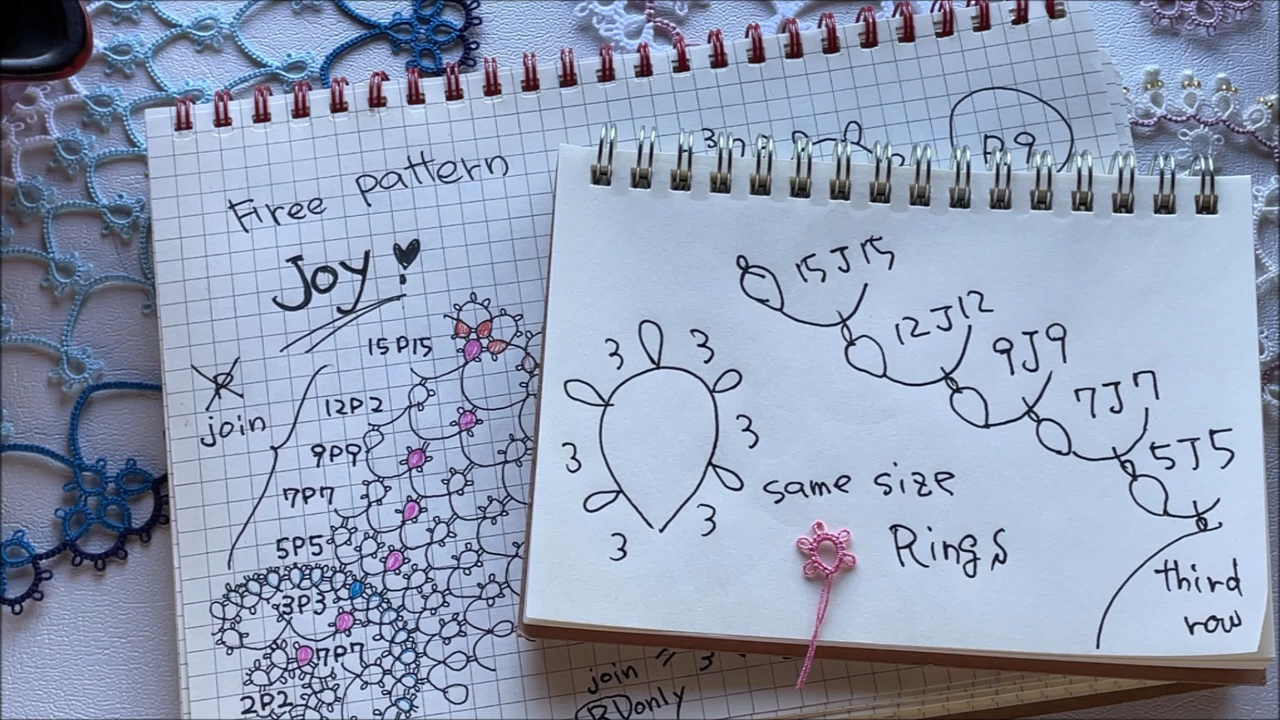 Free pattern
Joy!
15P15
12P2
9P9
7P7
5P5
3P3
7P7
2P2
join
join
only
15J15
12J12
9J9
7J7
5J5
3 3
3 3
3 3
same size
Rings
third
row